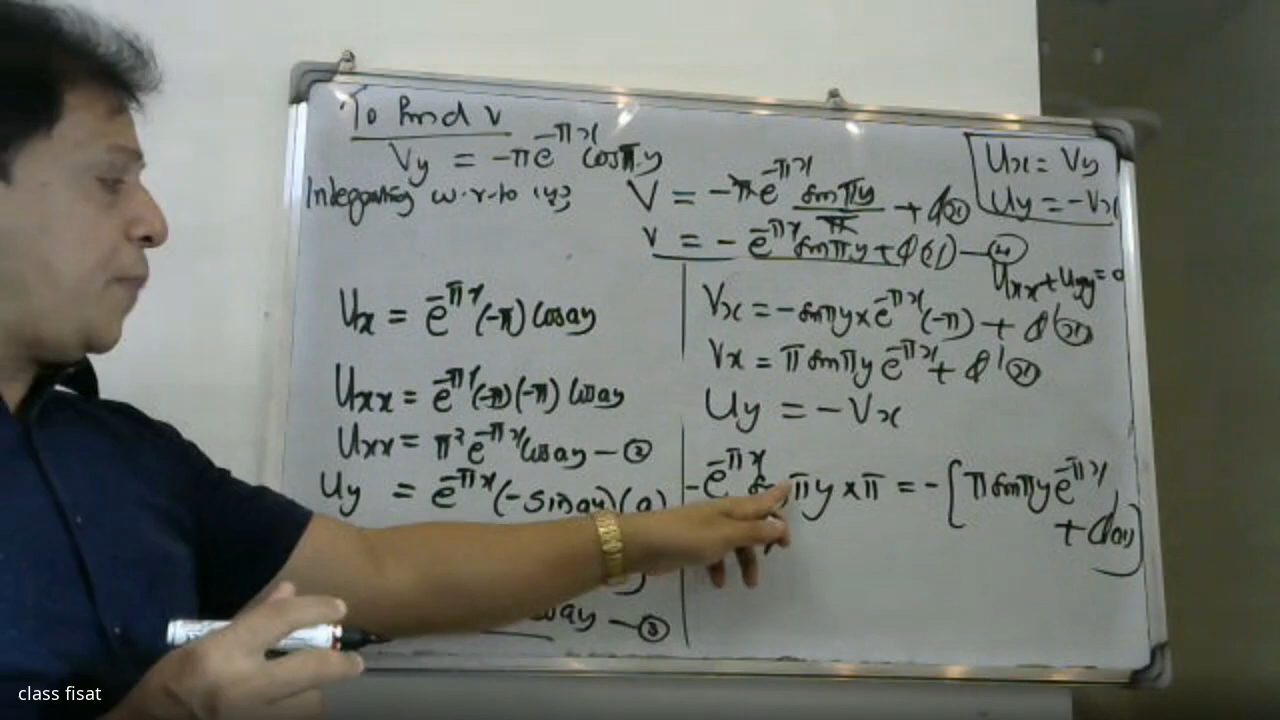 To find v
Vy = -πe^-πx cosπy
Integrating w.r.to 'y'
V = -πe^-πx sinπy/π + φ(x)
v = -e^-πx sinπy + φ(x) — ④
Ux = Vy
Uy = -Vx
Uxx + Uyy = 0
Ux = e^-πx (-π) cosay
Uxx = e^-πx (-π)(-π) cosay
Uxx = π² e^-πx cosay — ②
Uy = e^-πx (-sinay)(a)
cosay — ③
Vx = -sinπy × e^-πx (-π) + φ'(x)
Vx = π sinπy e^-πx + φ'(x)
Uy = -Vx
-e^-πx πy × π = -[π sinπy e^-πx
class fisat